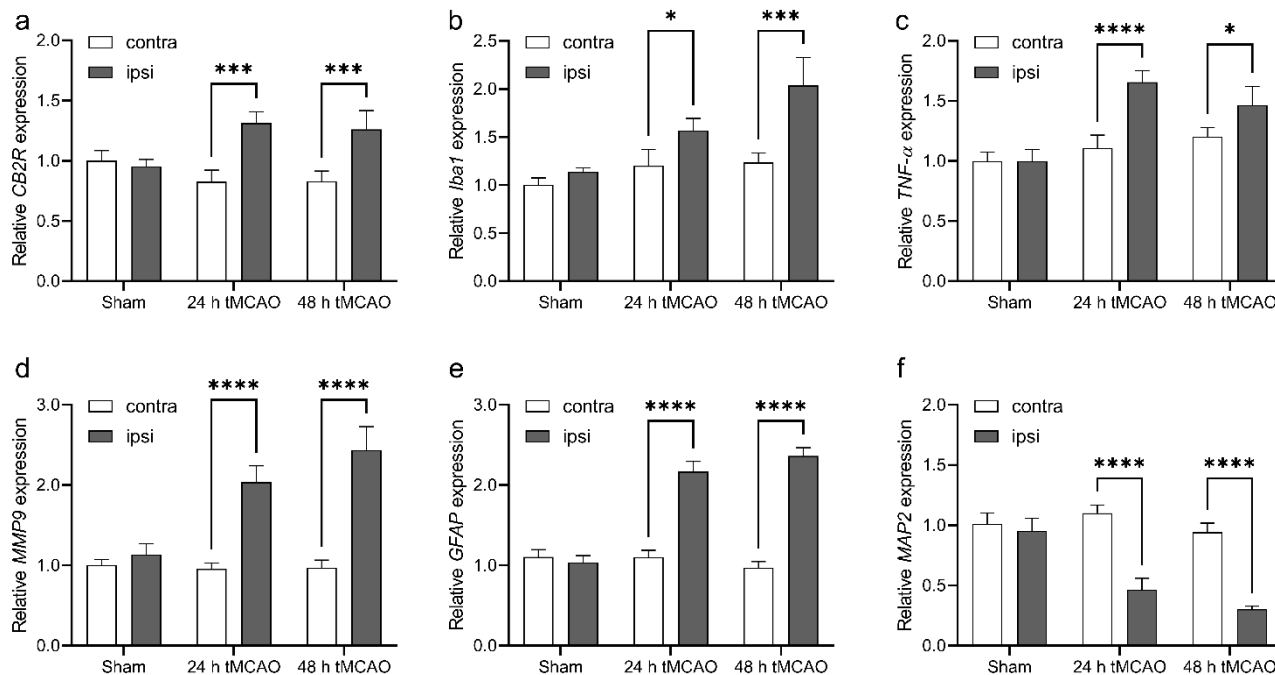 a
contra
ipsi
*** ***
2.0
1.5
1.0
0.5
0.0
Relative CB2R expression
Sham 24 h tMCAO 48 h tMCAO
b
contra
ipsi
* ***
2.5
2.0
1.5
1.0
0.5
0.0
Relative Iba1 expression
Sham 24 h tMCAO 48 h tMCAO
c
contra
ipsi
**** *
2.0
1.5
1.0
0.5
0.0
Relative TNF-α expression
Sham 24 h tMCAO 48 h tMCAO
d
contra
ipsi
**** ****
3.0
2.0
1.0
0.0
Relative MMP9 expression
Sham 24 h tMCAO 48 h tMCAO
e
contra
ipsi
**** ****
3.0
2.0
1.0
0.0
Relative GFAP expression
Sham 24 h tMCAO 48 h tMCAO
f
contra
ipsi
**** ****
2.0
1.5
1.0
0.5
0.0
Relative MAP2 expression
Sham 24 h tMCAO 48 h tMCAO